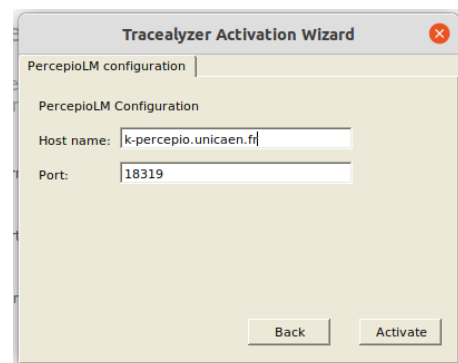 Tracealyzer Activation Wizard
PercepioLM configuration
PercepioLM Configuration
Host name: k-percepio.unicaen.fr
Port: 18319
Back Activate